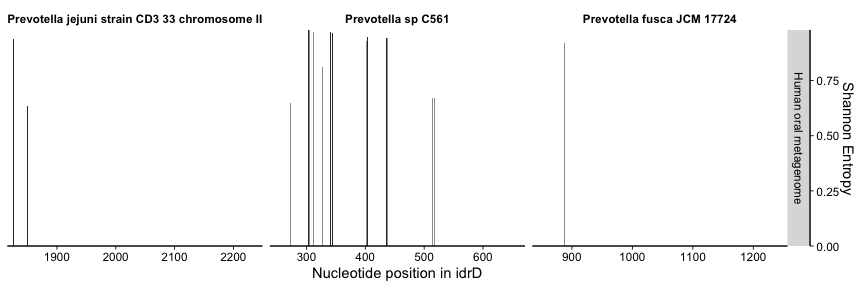 Prevotella jejuni strain CD3 33 chromosome II
Prevotella sp C561
Prevotella fusca JCM 17724
Human oral metagenome
Shannon Entropy
0.75
0.50
0.25
0.00
1900 2000 2100 2200
300 400 500 600
900 1000 1100 1200
Nucleotide position in idrD